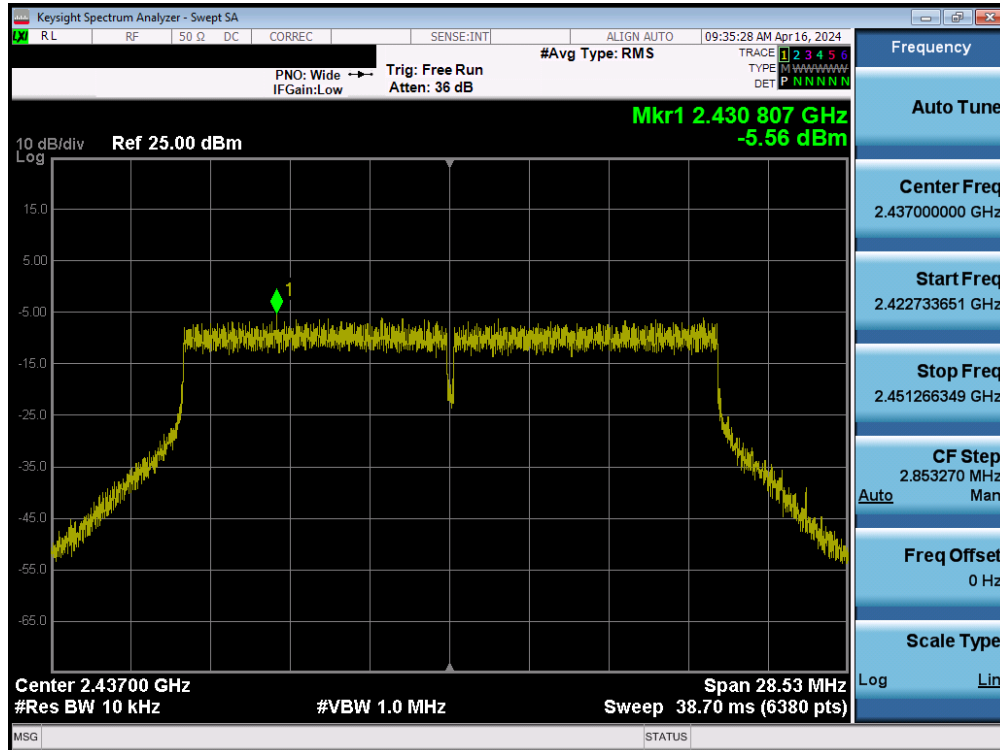 Keysight Spectrum Analyzer - Swept SA
LXI RL RF 50 Ω DC CORREC SENSE:INT ALIGN AUTO 09:35:28 AM Apr 16, 2024
#Avg Type: RMS
TRACE 1 2 3 4 5 6
TYPE M W W W W W
DET P N N N N N
PNO: Wide
IFGain:Low
Trig: Free Run
Atten: 36 dB
Mkr1 2.430 807 GHz
-5.56 dBm
10 dB/div
Log
Ref 25.00 dBm
15.0
5.00
-5.00
-15.0
-25.0
-35.0
-45.0
-55.0
-65.0
1
Center 2.43700 GHz
Span 28.53 MHz
#Res BW 10 kHz
#VBW 1.0 MHz
Sweep 38.70 ms (6380 pts)
MSG
STATUS
Frequency
Auto Tune
Center Freq
2.437000000 GHz
Start Freq
2.422733651 GHz
Stop Freq
2.451266349 GHz
CF Step
2.853270 MHz
Auto Man
Freq Offset
0 Hz
Scale Type
Log Lin